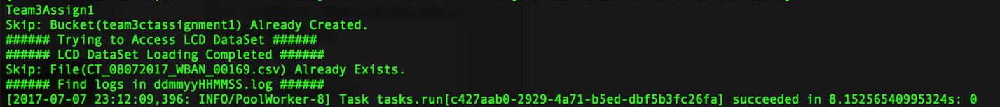 Team3Assign1
Skip: Bucket(team3ctassignment1) Already Created.
###### Trying to Access LCD DataSet ######
###### LCD DataSet Loading Completed ######
Skip: File(CT_08072017_WBAN_00169.csv) Already Exists.
###### Find logs in ddmmyyHHMMSS.log ######
[2017-07-07 23:12:09,396: INFO/PoolWorker-8] Task tasks.run[c427aab0-2929-4a71-b5ed-dbf5b3fc26fa] succeeded in 8.15256540995324s: 0